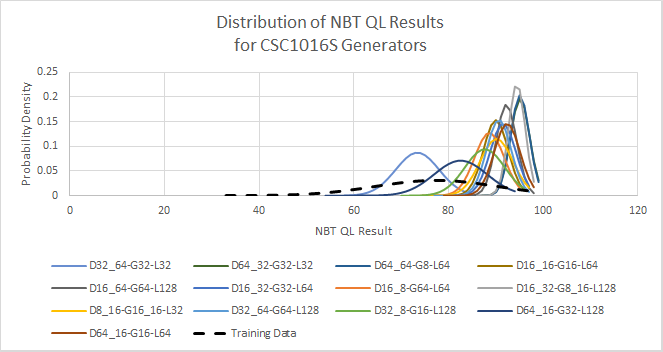 Distribution of NBT QL Results
for CSC1016S Generators
Probability Density
0.25
0.2
0.15
0.1
0.05
0
0 20 40 60 80 100 120
NBT QL Result
D32_64-G32-L32 D64_32-G32-L32 D64_64-G8-L64 D16_16-G16-L64
D16_64-G64-L128 D16_32-G2-L64 D16_8-G64-L64 D16_32-G8_16-L128
D8_16-G16_16-L32 D32_64-G64-L128 D32_8-G16-L128 D64_16-G32-L128
D64_16-G16-L64 Training Data